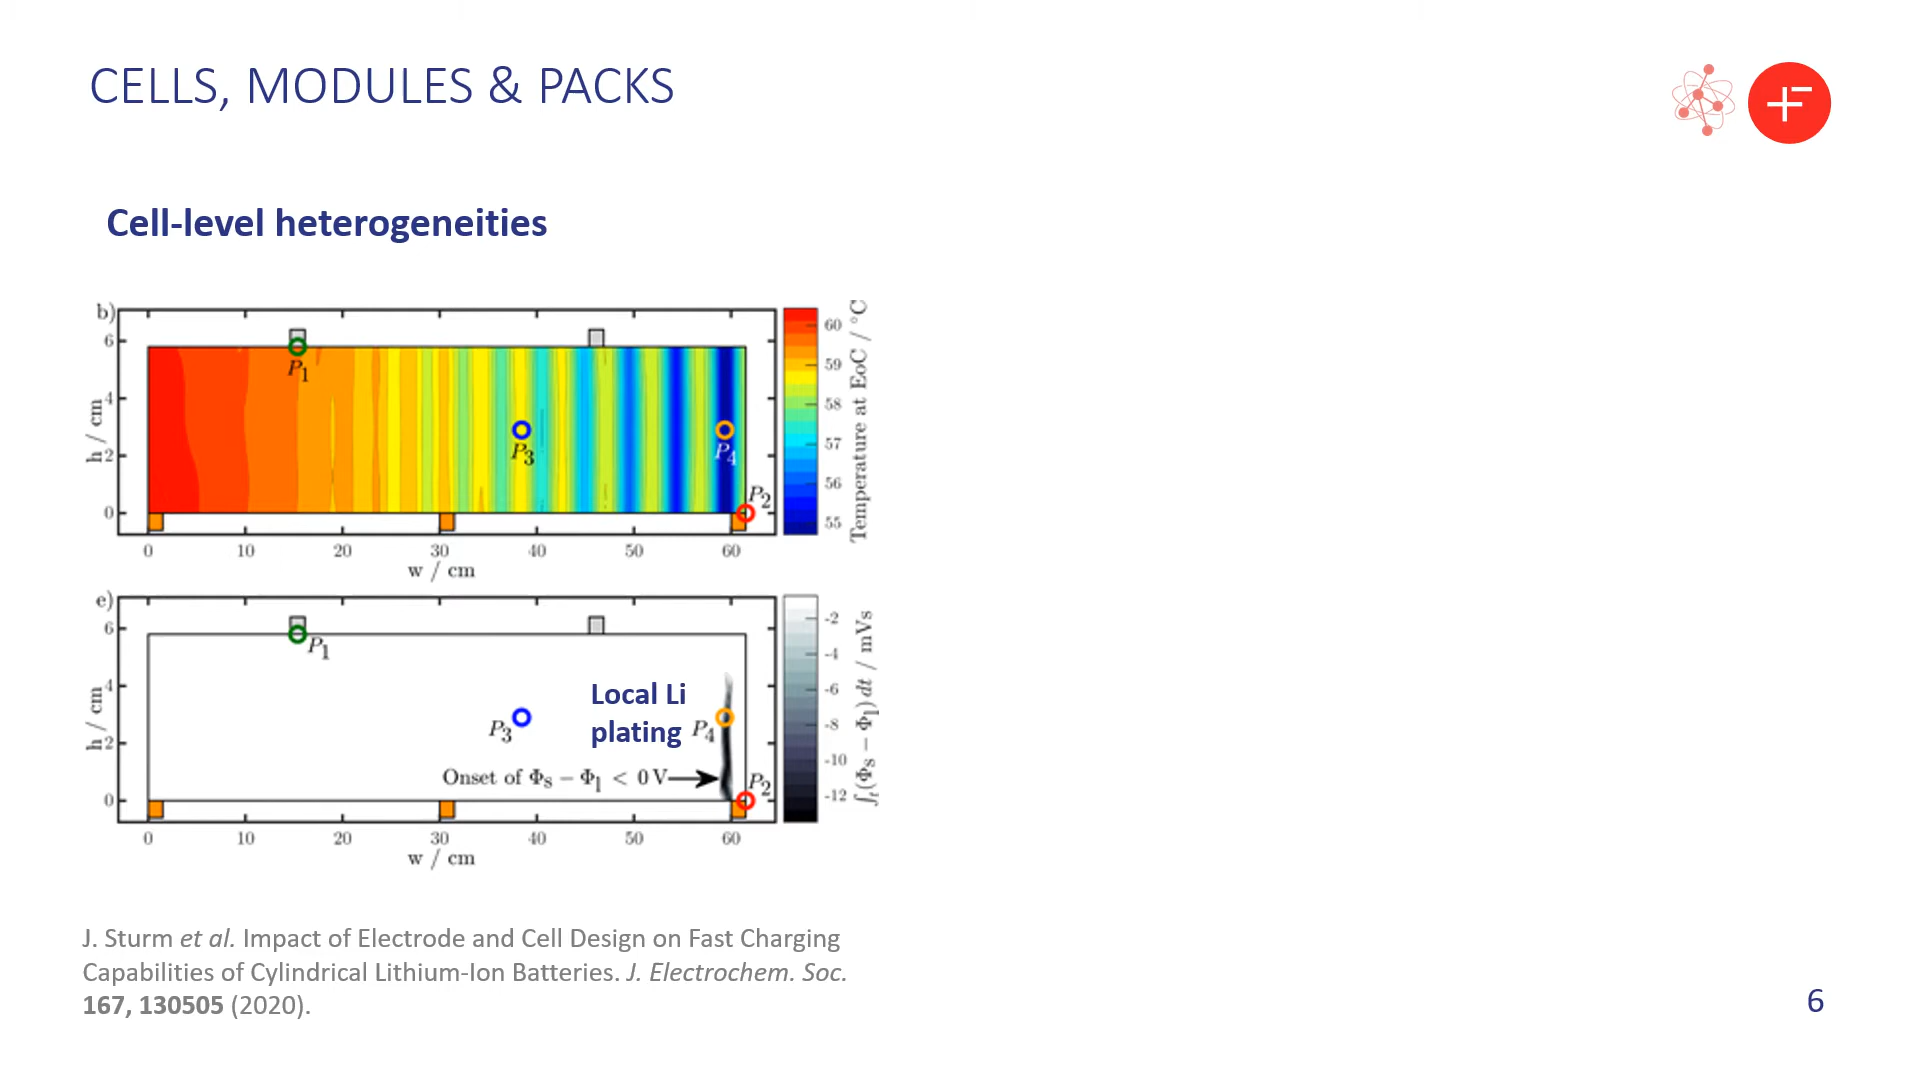 CELLS, MODULES & PACKS
Cell-level heterogeneities
b)
6
4
2
0
h / cm
P1
P3
P4
P2
0 10 20 30 40 50 60
w / cm
60
59
58
57
56
55
Temperature at EoC / °C
e)
6
4
2
0
h / cm
P1
P3
Local Li
plating
P4
Onset of Φs − Φl < 0 V
P2
0 10 20 30 40 50 60
w / cm
-2
-4
-6
-8
-10
-12
∫t(Φs − Φl) dt / mVs
J. Sturm et al. Impact of Electrode and Cell Design on Fast Charging
Capabilities of Cylindrical Lithium-Ion Batteries. J. Electrochem. Soc.
167, 130505 (2020).
6